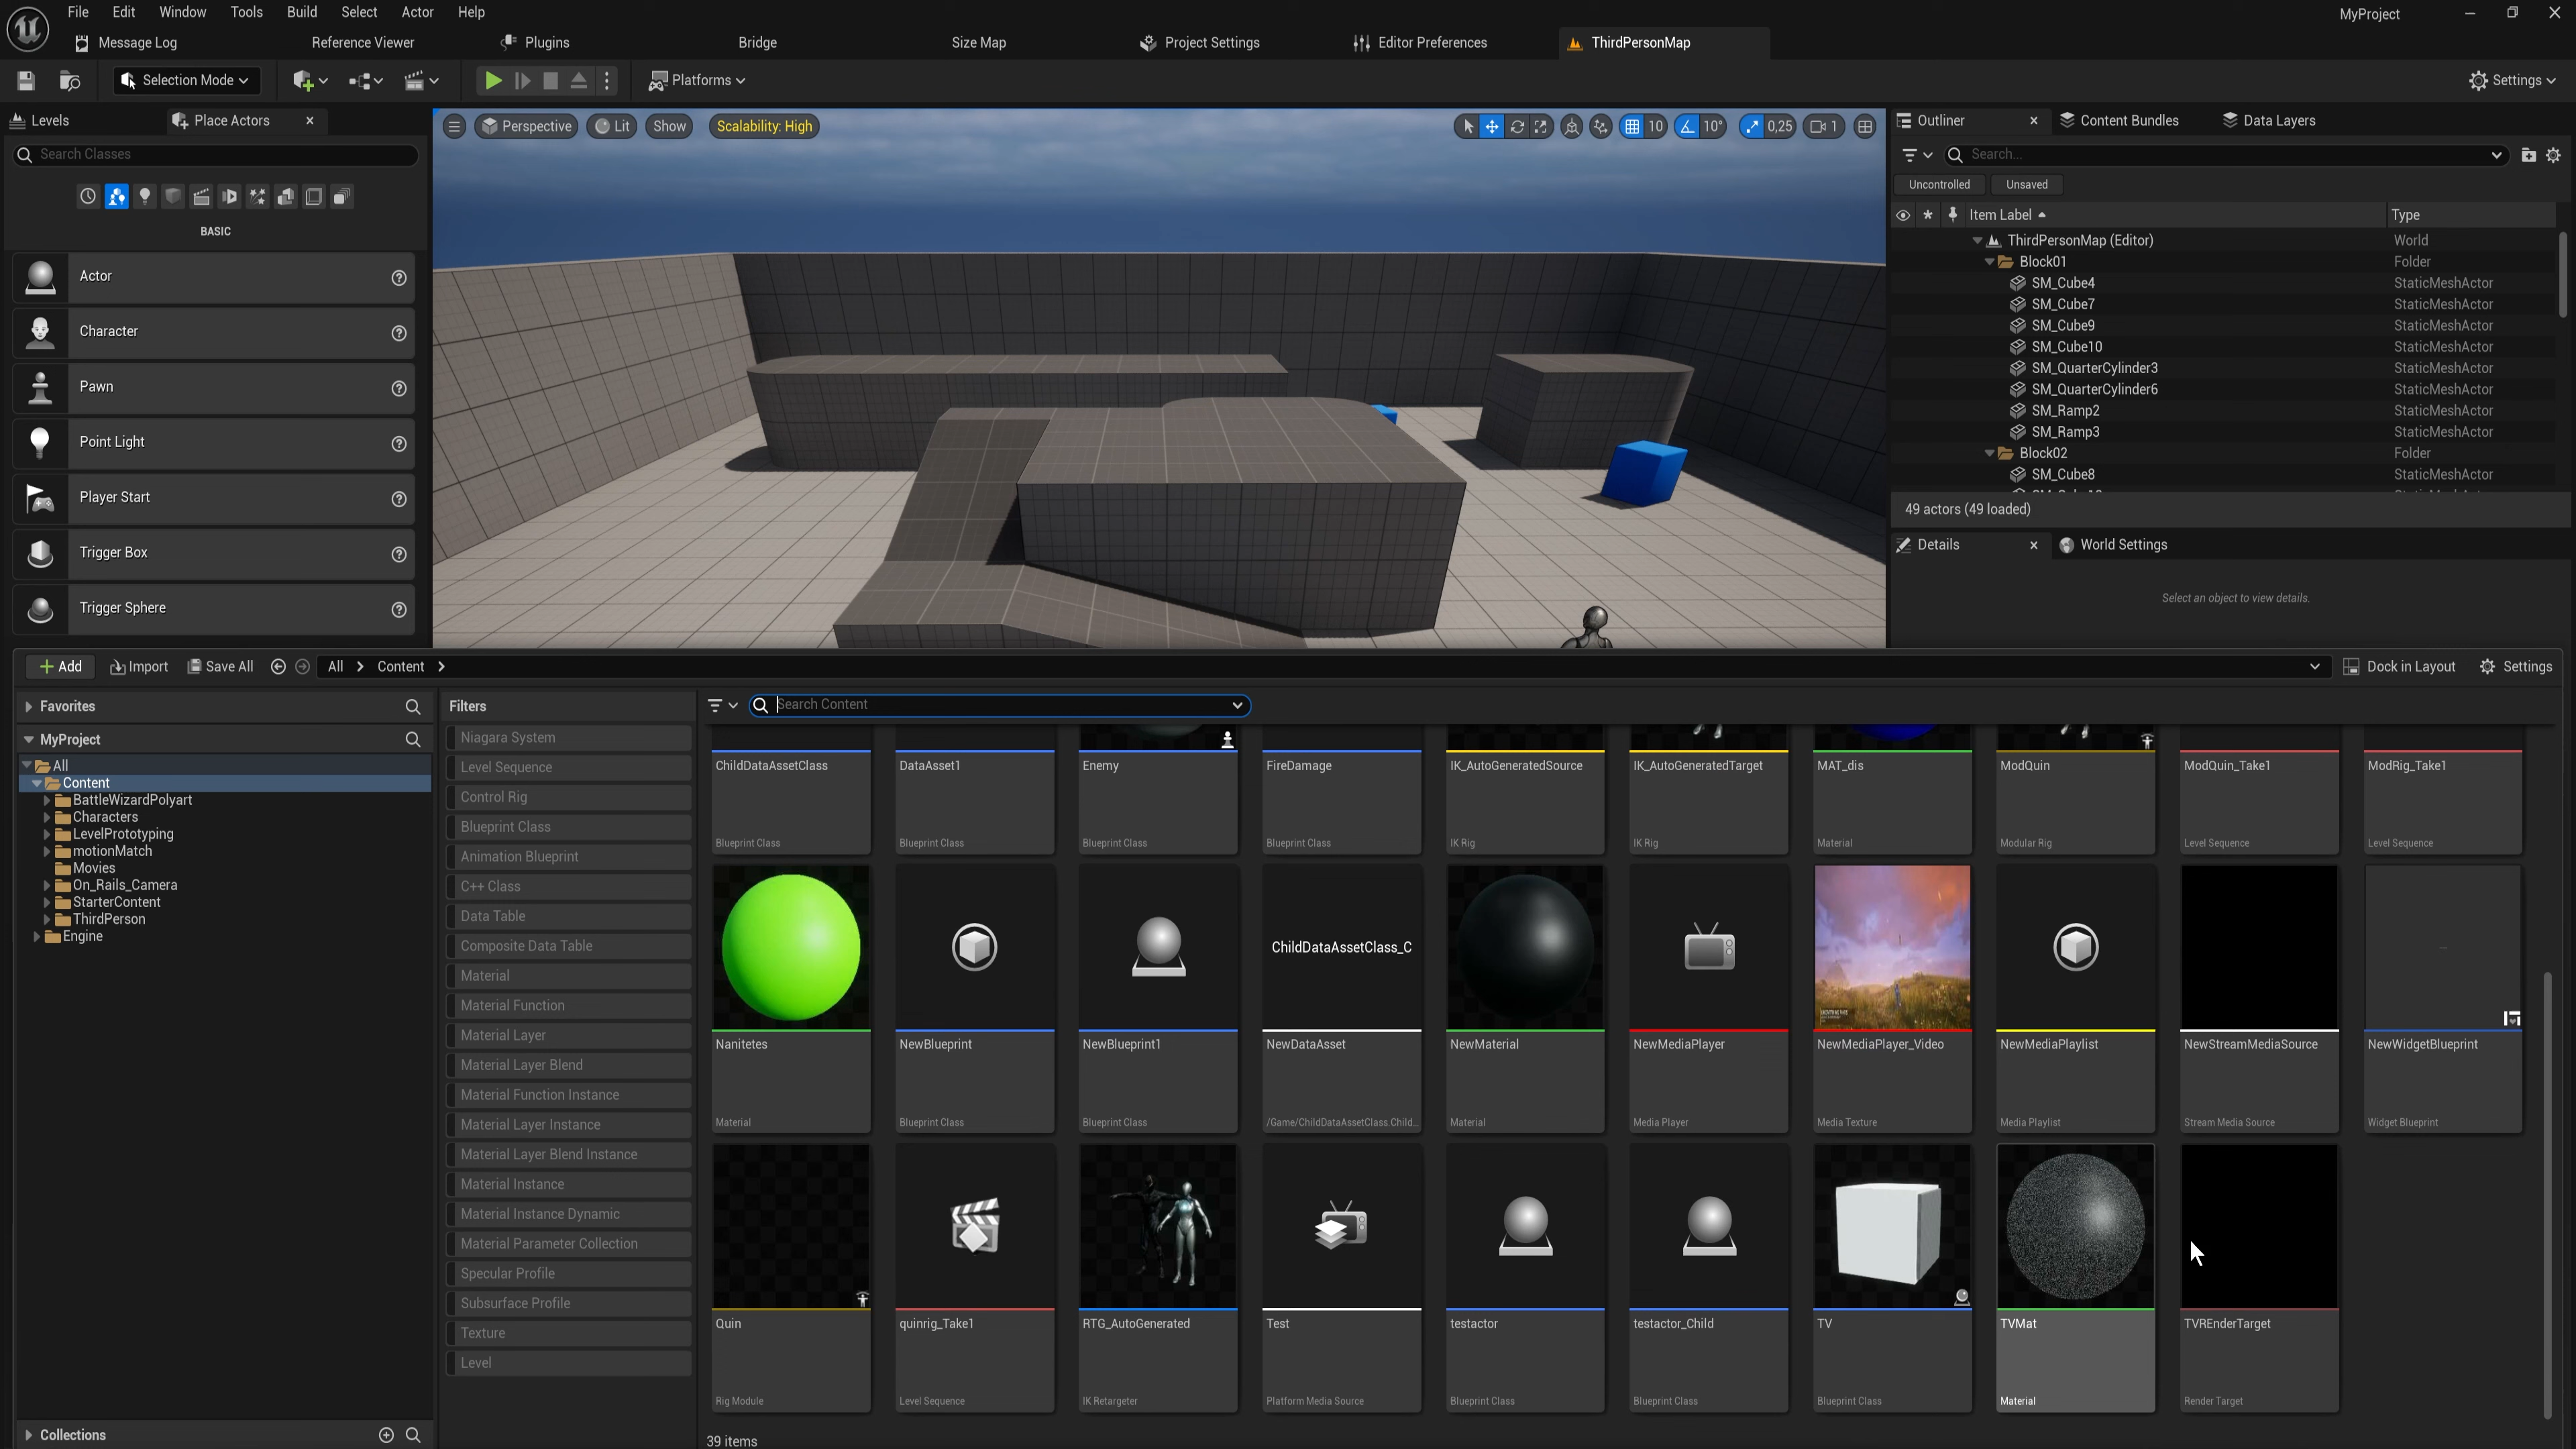 File Edit Window Tools Build Select Actor Help
MyProject
Message Log Reference Viewer Plugins Bridge Size Map Project Settings Editor Preferences ThirdPersonMap
Selection Mode Platforms Settings
Levels Place Actors
Search Classes
BASIC
Actor
Character
Pawn
Point Light
Player Start
Trigger Box
Trigger Sphere
Perspective Lit Show Scalability: High 10 10° 0,25 1
Outliner Content Bundles Data Layers
Search...
Uncontrolled Unsaved
Item Label Type
ThirdPersonMap (Editor) World
Block01 Folder
SM_Cube4 StaticMeshActor
SM_Cube7 StaticMeshActor
SM_Cube9 StaticMeshActor
SM_Cube10 StaticMeshActor
SM_QuarterCylinder3 StaticMeshActor
SM_QuarterCylinder6 StaticMeshActor
SM_Ramp2 StaticMeshActor
SM_Ramp3 StaticMeshActor
Block02 Folder
SM_Cube8 StaticMeshActor
49 actors (49 loaded)
Details World Settings
Select an object to view details.
Add Import Save All All Content Dock in Layout Settings
Favorites
MyProject
All
Content
BattleWizardPolyart
Characters
LevelPrototyping
motionMatch
Movies
On_Rails_Camera
StarterContent
ThirdPerson
Engine
Collections
Filters
Niagara System
Level Sequence
Control Rig
Blueprint Class
Animation Blueprint
C++ Class
Data Table
Composite Data Table
Material
Material Function
Material Layer
Material Layer Blend
Material Function Instance
Material Layer Instance
Material Layer Blend Instance
Material Instance
Material Instance Dynamic
Material Parameter Collection
Specular Profile
Subsurface Profile
Texture
Level
Search Content
ChildDataAssetClass DataAsset1 Enemy FireDamage IK_AutoGeneratedSource IK_AutoGeneratedTarget MAT_dis ModQuin ModQuin_Take1 ModRig_Take1
Blueprint Class Blueprint Class Blueprint Class Blueprint Class IK Rig IK Rig Material Modular Rig Level Sequence Level Sequence
ChildDataAssetClass_C
Nanitetes NewBlueprint NewBlueprint1 NewDataAsset NewMaterial NewMediaPlayer NewMediaPlayer_Video NewMediaPlaylist NewStreamMediaSource NewWidgetBlueprint
Material Blueprint Class Blueprint Class /Game/ChildDataAssetClass.Child... Material Media Player Media Texture Media Playlist Stream Media Source Widget Blueprint
Quin quinrig_Take1 RTG_AutoGenerated Test testactor testactor_Child TV TVMat TVREnderTarget
Rig Module Level Sequence IK Retargeter Platform Media Source Blueprint Class Blueprint Class Blueprint Class Material Render Target
39 items